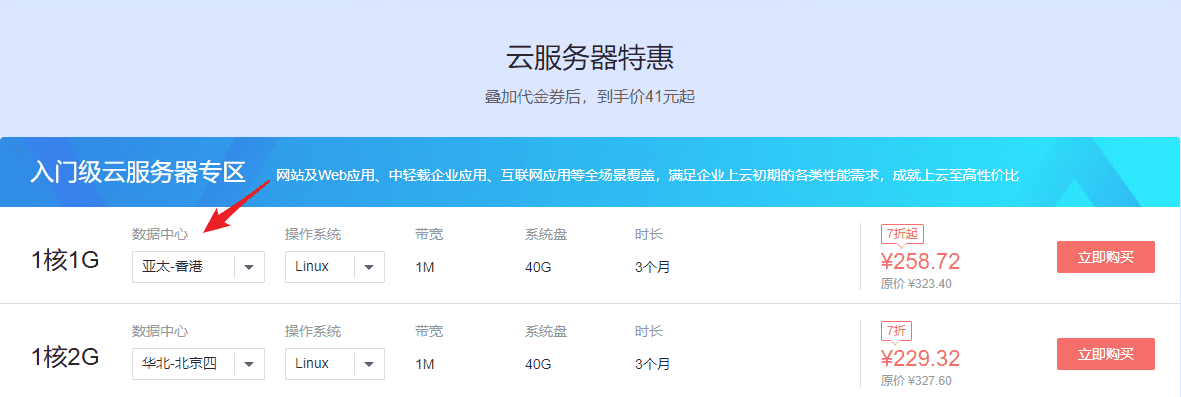 云服务器特惠
叠加代金券后，到手价41元起
入门级云服务器专区 网站及Web应用、中轻载企业应用、互联网应用等全场景覆盖，满足企业上云初期的各类性能需求，成就上云至高性价比
数据中心 操作系统 带宽 系统盘 时长 7折起
1核1G 亚太-香港 Linux 1M 40G 3个月 ¥258.72 立即购买
原价 ¥323.40
数据中心 操作系统 带宽 系统盘 时长 7折
1核2G 华北-北京四 Linux 1M 40G 3个月 ¥229.32 立即购买
原价 ¥327.60